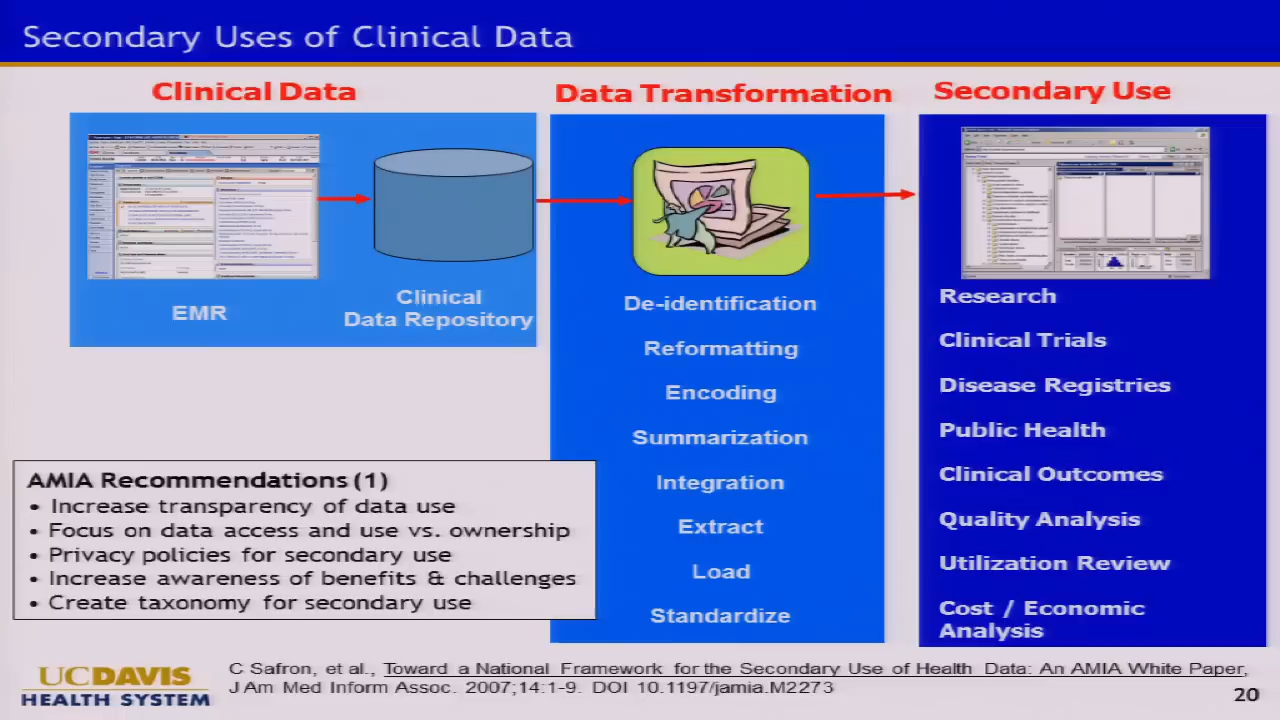 Secondary Uses of Clinical Data
Clinical Data
Data Transformation
Secondary Use
EMR
Clinical
Data Repository
De-identification
Reformatting
Encoding
Summarization
Integration
Extract
Load
Standardize
Research
Clinical Trials
Disease Registries
Public Health
Clinical Outcomes
Quality Analysis
Utilization Review
Cost / Economic
Analysis
AMIA Recommendations (1)
• Increase transparency of data use
• Focus on data access and use vs. ownership
• Privacy policies for secondary use
• Increase awareness of benefits & challenges
• Create taxonomy for secondary use
UCDAVIS
HEALTH SYSTEM
C Safron, et al., Toward a National Framework for the Secondary Use of Health Data: An AMIA White Paper,
J Am Med Inform Assoc. 2007;14:1-9. DOI 10.1197/jamia.M2273
20